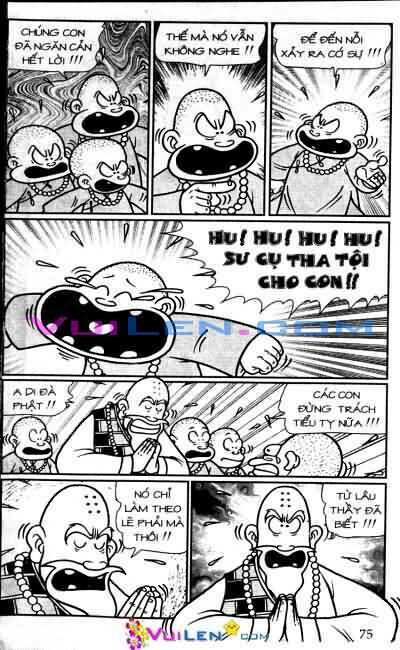 CHÚNG CON
ĐÃ NGĂN CẢN
HẾT LỜI !!!
THẾ MÀ NÓ VẪN
KHÔNG NGHE !!!
ĐỂ ĐẾN NỖI
XẢY RA CỚ SỰ !!!
HU! HU! HU! HU!
SƯ CỤ THA TỘI
CHO CON!!
VUILEN.COM
A DI ĐÀ
PHẬT !!
CÁC CON
ĐỪNG TRÁCH
TIỂU TỴ NỮA !!!
NÓ CHỈ
LÀM THEO
LẼ PHẢI MÀ
THÔI !!
TỪ LÂU
THẦY ĐÃ
BIẾT !!!
75
VUILEN.COM